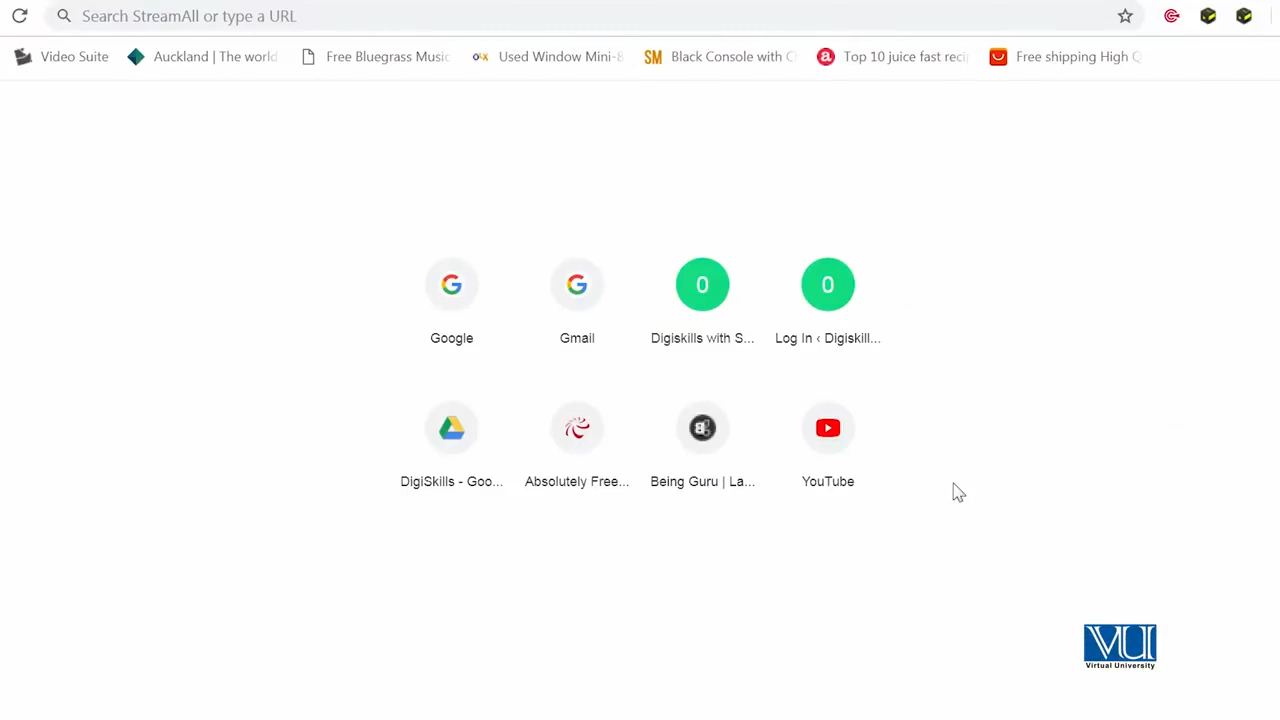 Search StreamAll or type a URL
Video Suite
Auckland | The world
Free Bluegrass Music
Used Window Mini-8
SM
Black Console with C
a
Top 10 juice fast reci
Free shipping High Q
0
0
Google
Gmail
Digiskills with S...
Log In ‹ Digiskill...
B
DigiSkills - Goo...
Absolutely Free...
Being Guru | La...
YouTube
VU
Virtual University